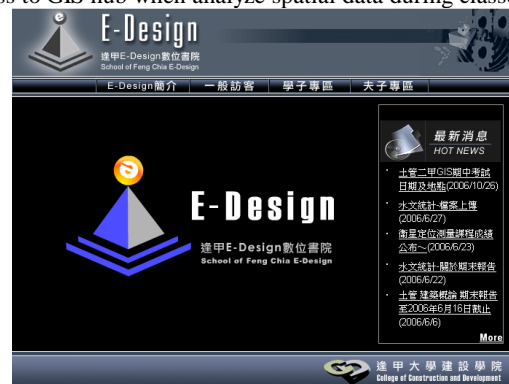 ss to GIS hub when analyze spatial data during classe
e
E-Design
逢甲E-Design數位書院
School of Feng Chia E-Design
E-Design簡介 一般訪客 學子專區 夫子專區
最新消息
HOT NEWS
土管二甲GIS期中考試
日期及地點(2006/10/26)
水文統計-檔案上傳
(2006/6/27)
衛星定位測量課程成績
公布～(2006/6/23)
水文統計-關於期末報告
(2006/6/22)
土管 建築概論 期末報告
至2006年6月16日截止
(2006/6/6)
More
e
E-Design
逢甲E-Design數位書院
School of Feng Chia E-Design
逢甲大學建設學院
College of Construction and Development